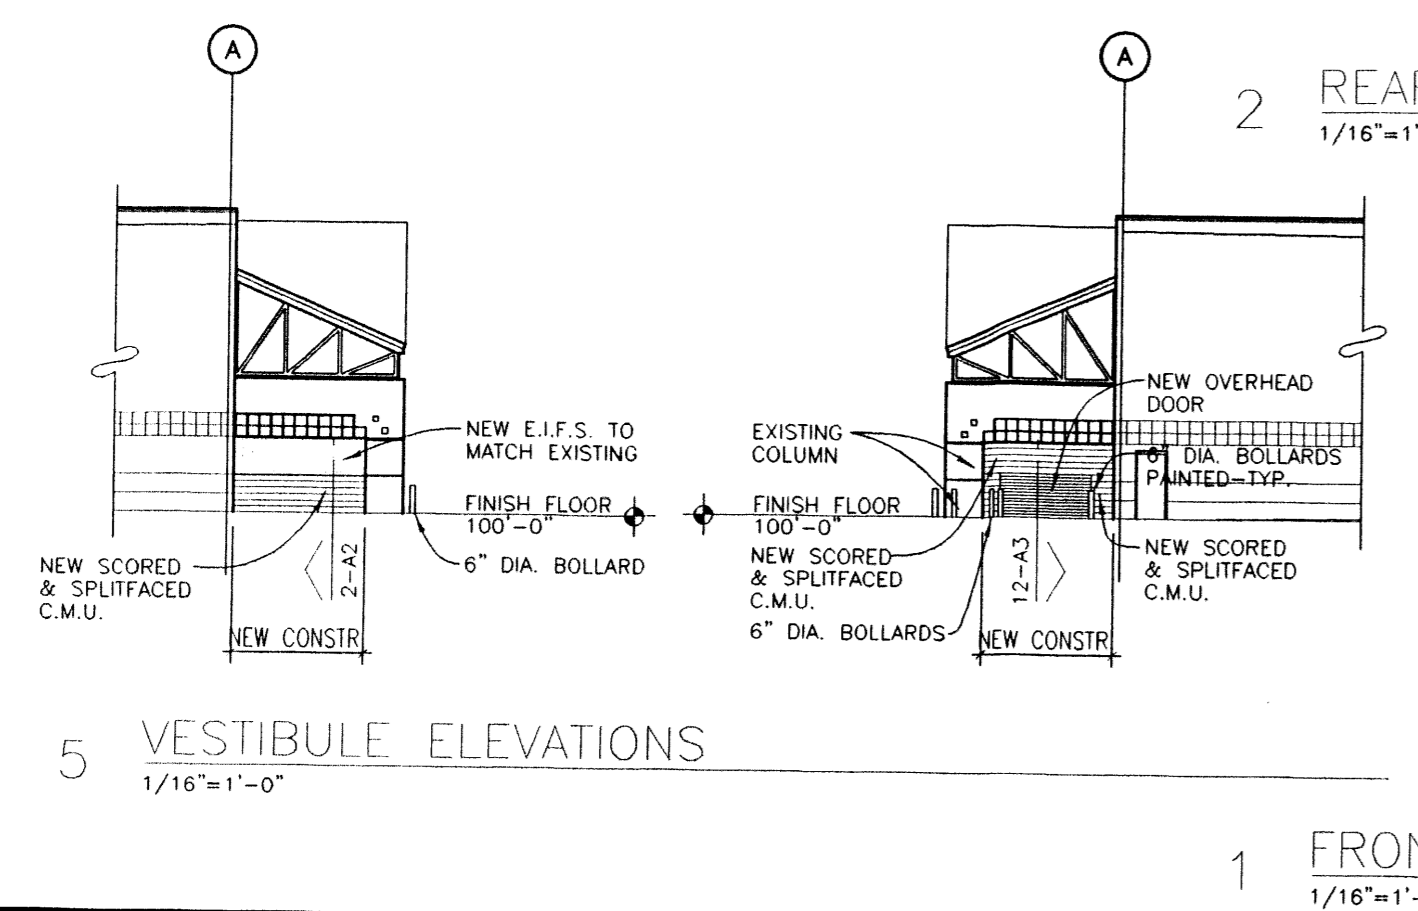 A
A
2
1/16"=1'
NEW E.I.F.S. TO
MATCH EXISTING
FINISH FLOOR
100'-0"
6" DIA. BOLLARD
NEW SCORED
& SPLITFACED
C.M.U.
2-A2
NEW CONSTR
NEW OVERHEAD
DOOR
EXISTING
COLUMN
6" DIA. BOLLARDS
PAINTED-TYP.
FINISH FLOOR
100'-0"
NEW SCORED
& SPLITFACED
C.M.U.
6" DIA. BOLLARDS
12-A3
NEW SCORED
& SPLITFACED
C.M.U.
NEW CONSTR
5 VESTIBULE ELEVATIONS
1/16"=1'-0"
1
1/16"=1'-